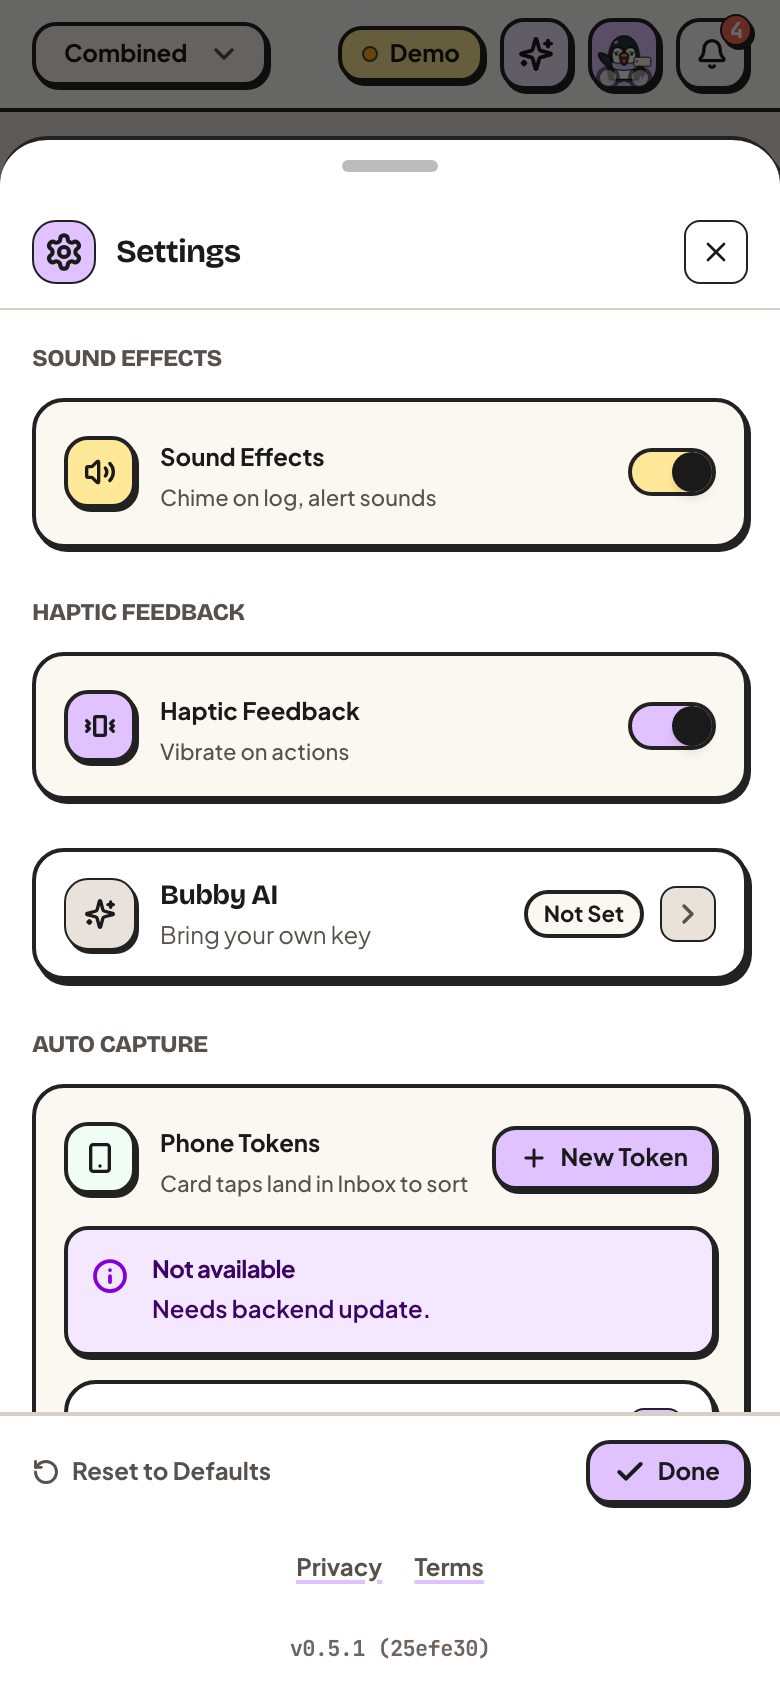 Combined
Demo
4
Settings
SOUND EFFECTS
Sound Effects
Chime on log, alert sounds
HAPTIC FEEDBACK
Haptic Feedback
Vibrate on actions
Bubby AI
Bring your own key
Not Set
AUTO CAPTURE
Phone Tokens
Card taps land in Inbox to sort
New Token
Not available
Needs backend update.
Reset to Defaults
Done
Privacy Terms
v0.5.1 (25efe30)